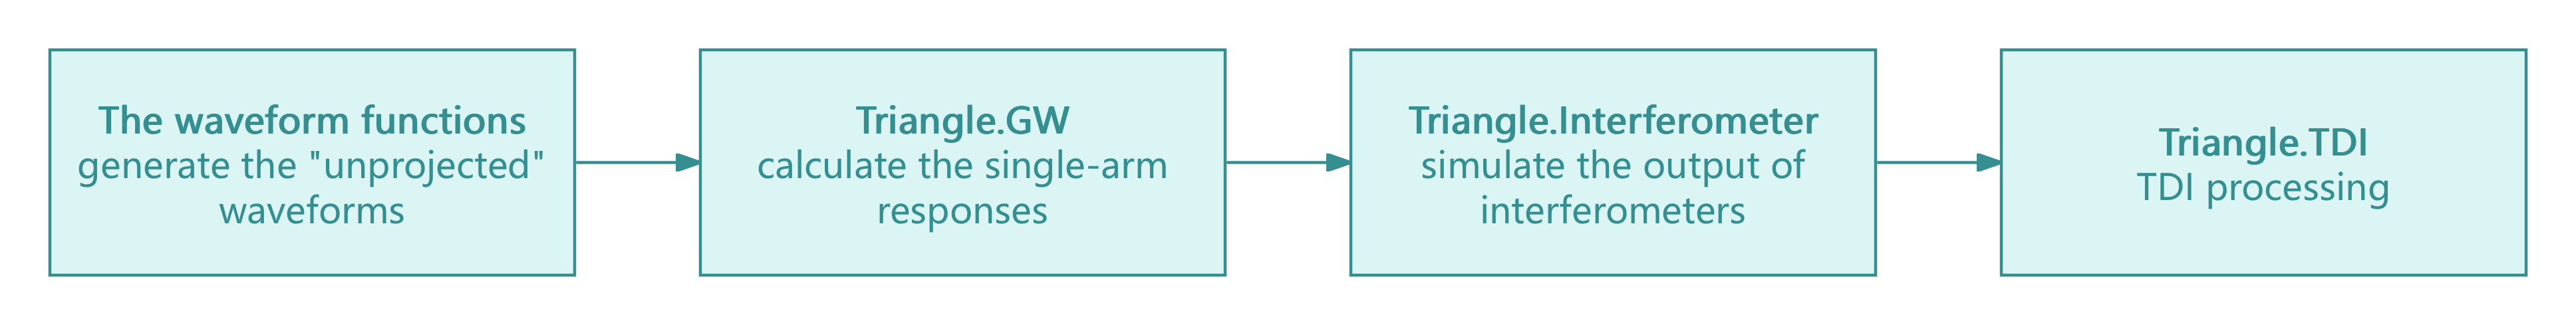 The waveform functions
generate the "unprojected"
waveforms
Triangle.GW
calculate the single-arm
responses
Triangle.Interferometer
simulate the output of
interferometers
Triangle.TDI
TDI processing